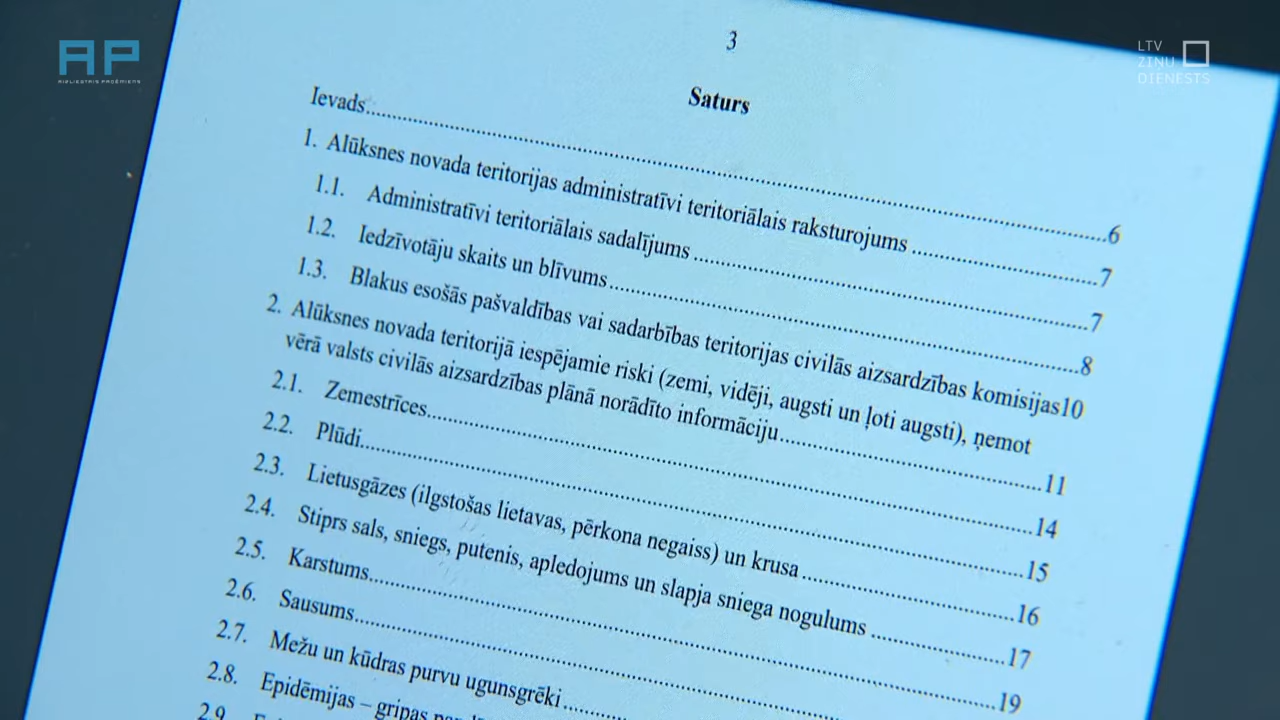 AP
AIZLIEGTAIS PAŅĒMIENS
LTV
ZIŅU
DIENESTS
3
Saturs
Ievads..........6
1. Alūksnes novada teritorijas administratīvi teritoriālais raksturojums ..........7
1.1. Administratīvi teritoriālais sadalījums ..........7
1.2. Iedzīvotāju skaits un blīvums..........8
1.3. Blakus esošās pašvaldības vai sadarbības teritorijas civilās aizsardzības komisijas10
2. Alūksnes novada teritorijā iespējamie riski (zemi, vidēji, augsti un ļoti augsti), ņemot
vērā valsts civilās aizsardzības plānā norādīto informāciju..........11
2.1. Zemestrīces..........14
2.2. Plūdi..........15
2.3. Lietusgāzes (ilgstošas lietavas, pērkona negaiss) un krusa ..........16
2.4. Stiprs sals, sniegs, putenis, apledojums un slapja sniega nogulums ..........17
2.5. Karstums..........19
2.6. Sausums..........
2.7. Mežu un kūdras purvu ugunsgrēki..........
2.8. Epidēmijas – gripas
2.9